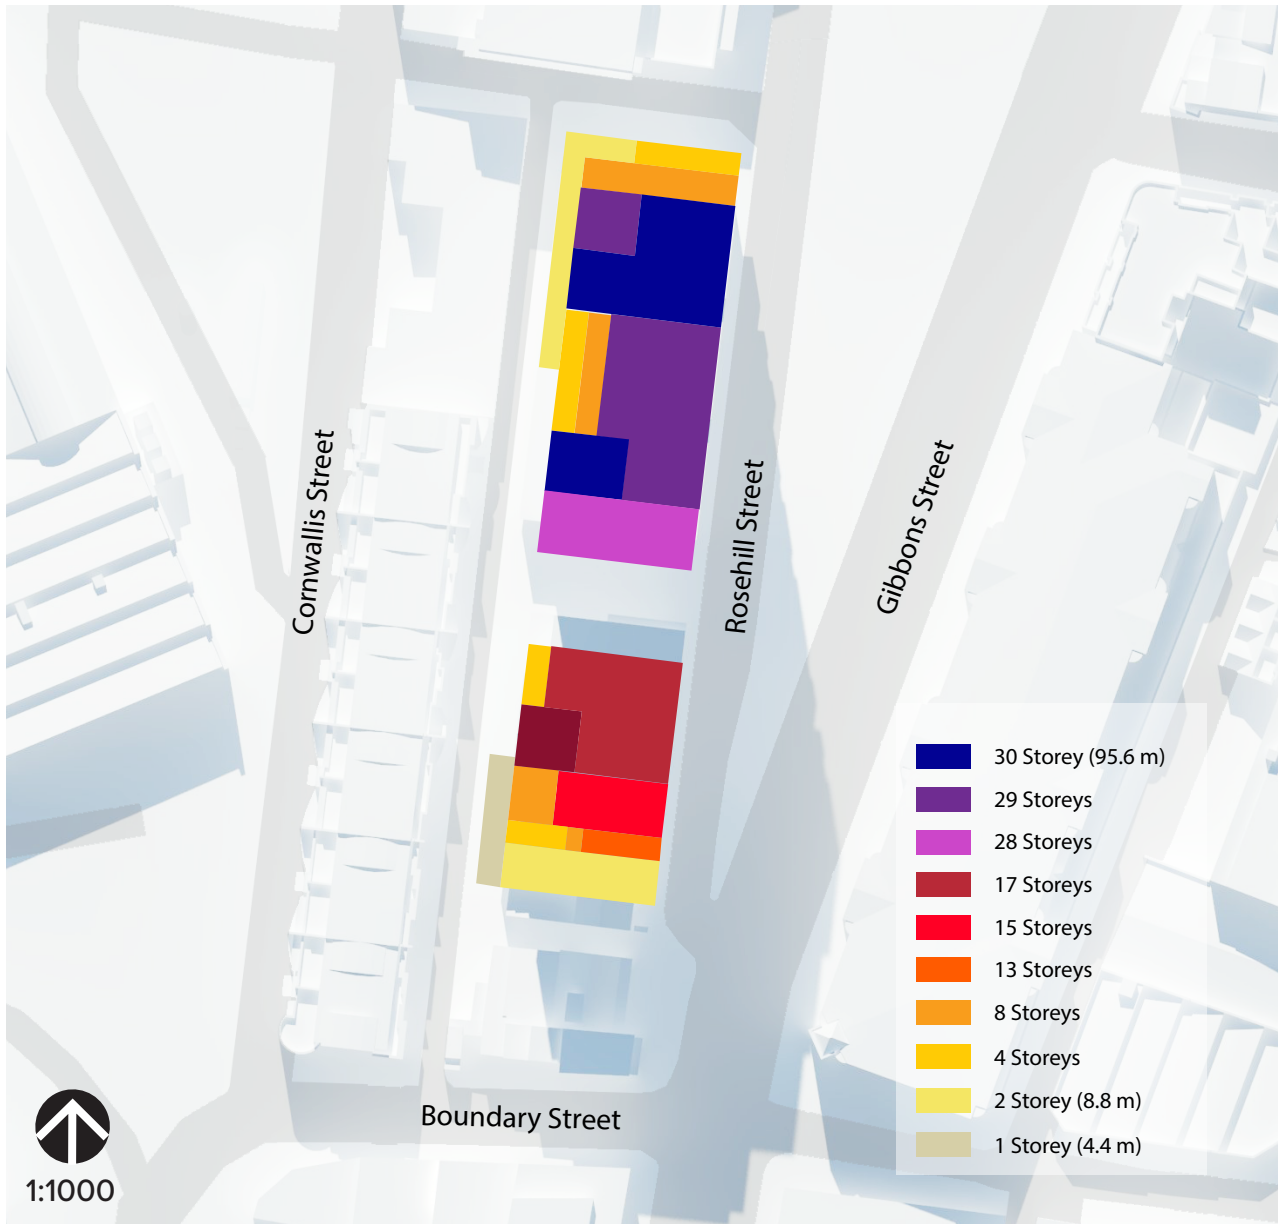 Cornwallis Street
Rosehill Street
Gibbons Street
30 Storey (95.6 m)
29 Storeys
28 Storeys
17 Storeys
15 Storeys
13 Storeys
8 Storeys
4 Storeys
2 Storey (8.8 m)
1 Storey (4.4 m)
Boundary Street
1:1000